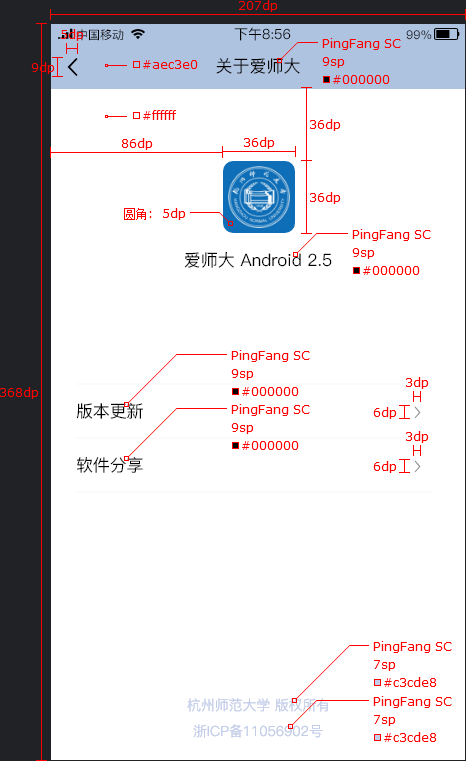 207dp
5dp
中国移动
下午8:56
99%
PingFang SC
9sp
#000000
9dp
#aec3e0
关于爱师大
#ffffff
36dp
86dp
36dp
36dp
圆角：5dp
PingFang SC
9sp
#000000
爱师大 Android 2.5
PingFang SC
9sp
#000000
368dp
3dp
版本更新
6dp
PingFang SC
9sp
#000000
3dp
软件分享
6dp
PingFang SC
7sp
#c3cde8
杭州师范大学 版权所有
PingFang SC
7sp
#c3cde8
浙ICP备11056902号